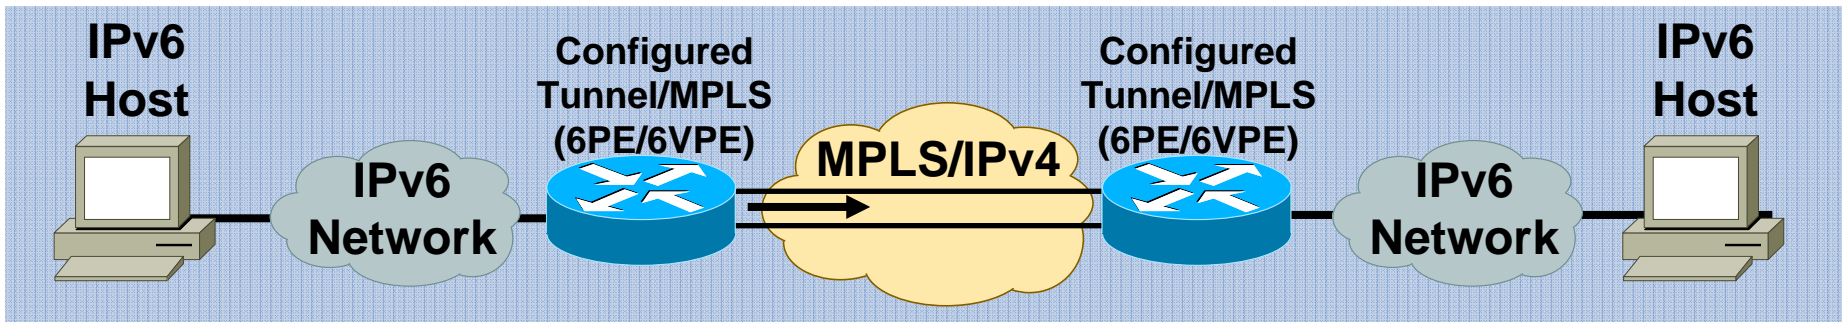 IPv6
Host
IPv6
Network
Configured
Tunnel/MPLS
(6PE/6VPE)
MPLS/IPv4
Configured
Tunnel/MPLS
(6PE/6VPE)
IPv6
Network
IPv6
Host